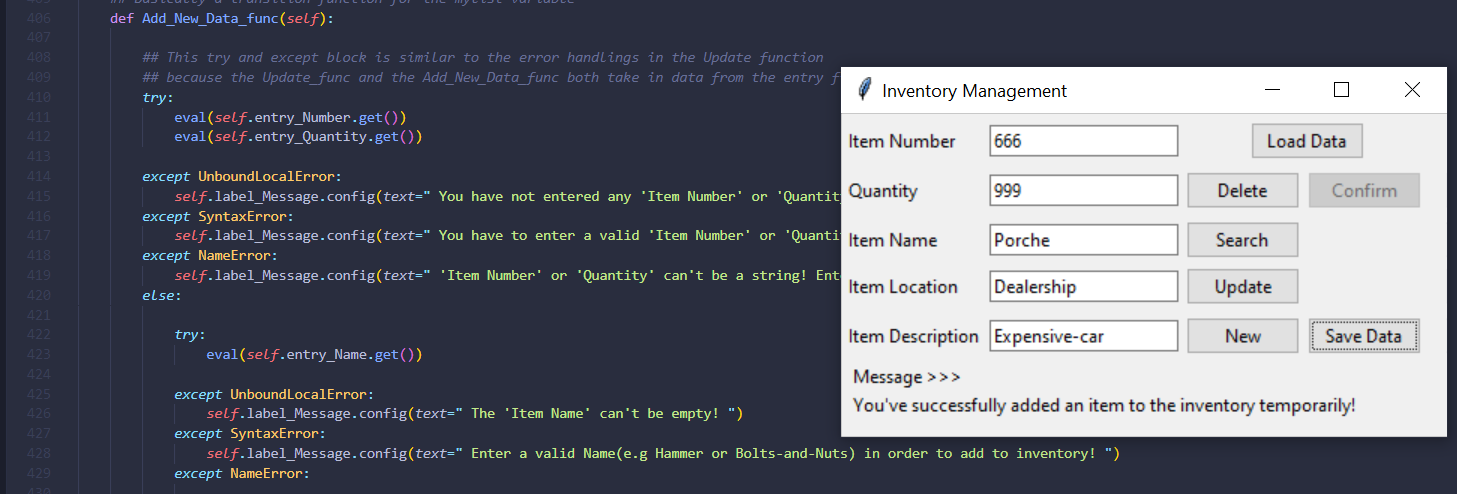 405 ## Basically a transition function for the mylist variable
406 def Add_New_Data_func(self):
407
408 ## This try and except block is similar to the error handlings in the Update function
409 ## because the Update_func and the Add_New_Data_func both take in data from the entry f
410 try:
411 eval(self.entry_Number.get())
412 eval(self.entry_Quantity.get())
413
414 except UnboundLocalError:
415 self.label_Message.config(text=" You have not entered any 'Item Number' or 'Quantity
416 except SyntaxError:
417 self.label_Message.config(text=" You have to enter a valid 'Item Number' or 'Quanti
418 except NameError:
419 self.label_Message.config(text=" 'Item Number' or 'Quantity' can't be a string! Ent
420 else:
421
422 try:
423 eval(self.entry_Name.get())
424
425 except UnboundLocalError:
426 self.label_Message.config(text=" The 'Item Name' can't be empty! ")
427 except SyntaxError:
428 self.label_Message.config(text=" Enter a valid Name(e.g Hammer or Bolts-and-Nuts) in order to add to inventory! ")
429 except NameError:
430
Inventory Management
Item Number 666 Load Data
Quantity 999 Delete Confirm
Item Name Porche Search
Item Location Dealership Update
Item Description Expensive-car New Save Data
Message >>>
You've successfully added an item to the inventory temporarily!